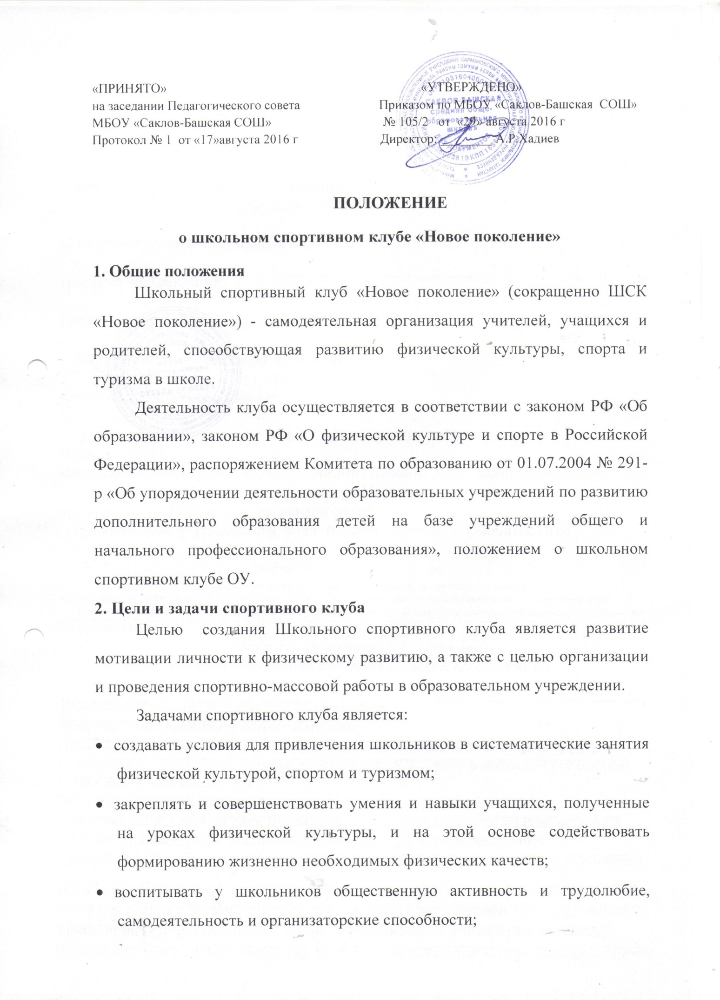 «ПРИНЯТО»
на заседании Педагогического совета
МБОУ «Саклов-Башская СОШ»
Протокол № 1 от «17»августа 2016 г
«УТВЕРЖДЕНО»
Приказом по МБОУ «Саклов-Башская СОШ»
№ 105/2 от «29» августа 2016 г
Директор: ________ А.Р.Хадиев
«САКЛОВ-БАШСКАЯ
средняя обще-
образовательная
школа»
ДЛЯ ДОКУМЕНТОВ
ПОЛОЖЕНИЕ
о школьном спортивном клубе «Новое поколение»
1. Общие положения
Школьный спортивный клуб «Новое поколение» (сокращенно ШСК
«Новое поколение») - самодеятельная организация учителей, учащихся и
родителей, способствующая развитию физической культуры, спорта и
туризма в школе.
Деятельность клуба осуществляется в соответствии с законом РФ «Об
образовании», законом РФ «О физической культуре и спорте в Российской
Федерации», распоряжением Комитета по образованию от 01.07.2004 № 291-
р «Об упорядочении деятельности образовательных учреждений по развитию
дополнительного образования детей на базе учреждений общего и
начального профессионального образования», положением о школьном
спортивном клубе ОУ.
2. Цели и задачи спортивного клуба
Целью создания Школьного спортивного клуба является развитие
мотивации личности к физическому развитию, а также с целью организации
и проведения спортивно-массовой работы в образовательном учреждении.
Задачами спортивного клуба является:
• создавать условия для привлечения школьников в систематические занятия
физической культурой, спортом и туризмом;
• закреплять и совершенствовать умения и навыки учащихся, полученные
на уроках физической культуры, и на этой основе содействовать
формированию жизненно необходимых физических качеств;
• воспитывать у школьников общественную активность и трудолюбие,
самодеятельность и организаторские способности;